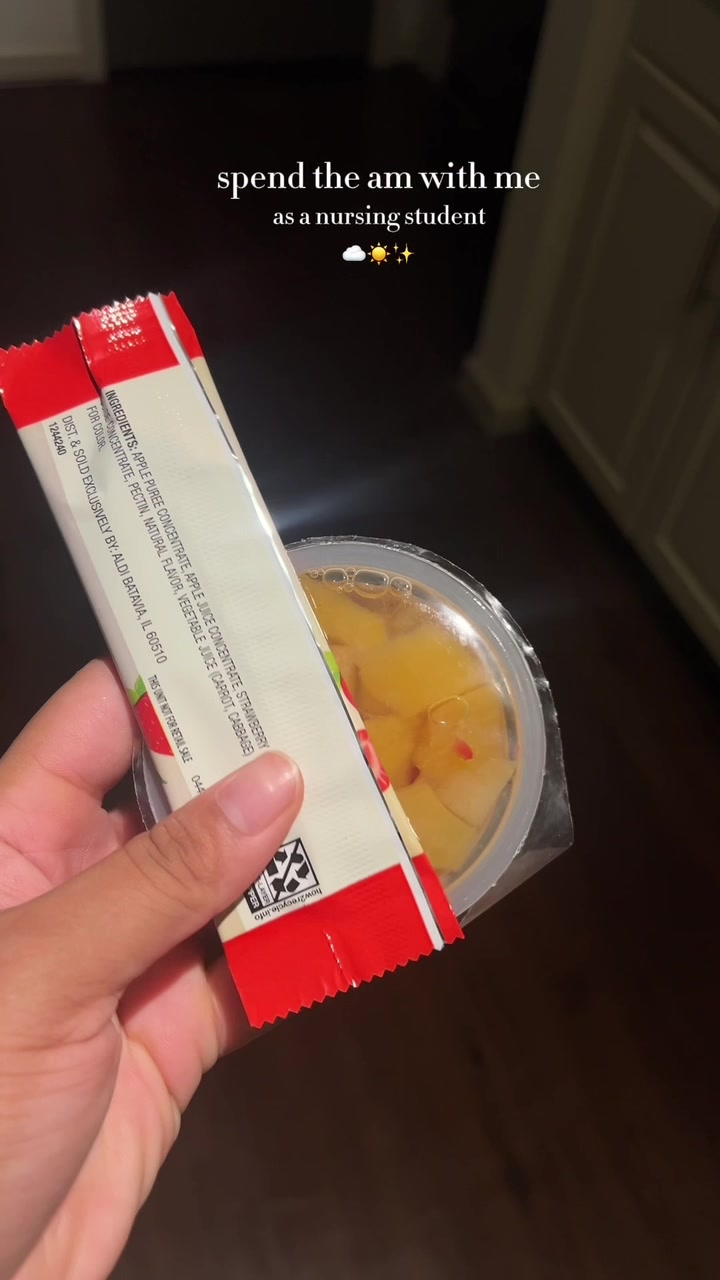 spend the am with me
as a nursing student
☁️☀️✨
INGREDIENTS: APPLE PUREE CONCENTRATE, APPLE JUICE CONCENTRATE, STRAWBERRY
CONCENTRATE, PECTIN, NATURAL FLAVOR, VEGETABLE JUICE (CARROT, CABBAGE)
FOR COLOR.
DIST. & SOLD EXCLUSIVELY BY: ALDI BATAVIA, IL 60510
1244240
THIS UNIT NOT FOR RETAIL SALE
how2recycle.info